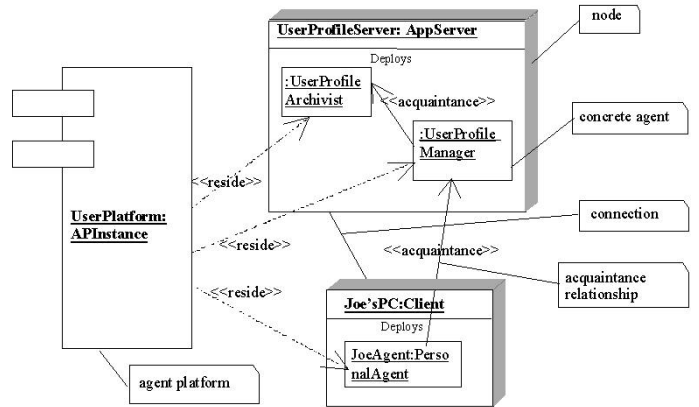 UserProfileServer: AppServer
node
Deploys
:UserProfile
Archivist
<<acquaintance>>
concrete agent
:UserProfile
Manager
<<reside>>
UserPlatform:
APInstance
connection
<<reside>>
<<acquaintance>>
<<reside>>
acquaintance
relationship
Joe'sPC:Client
Deploys
JoeAgent:Perso
nalAgent
agent platform